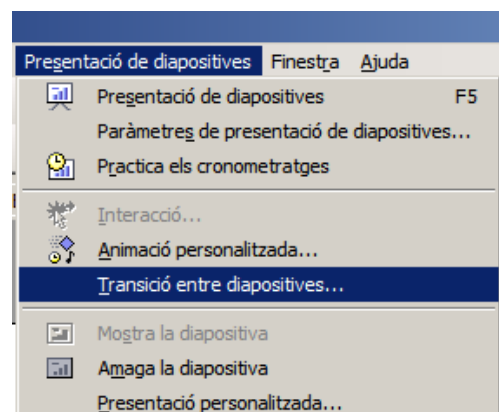 Presentació de diapositives Finestra Ajuda
Presentació de diapositives F5
Paràmetres de presentació de diapositives...
Practica els cronometratges
Interacció...
Animació personalitzada...
Transició entre diapositives...
Mostra la diapositiva
Amaga la diapositiva
Presentació personalitzada...